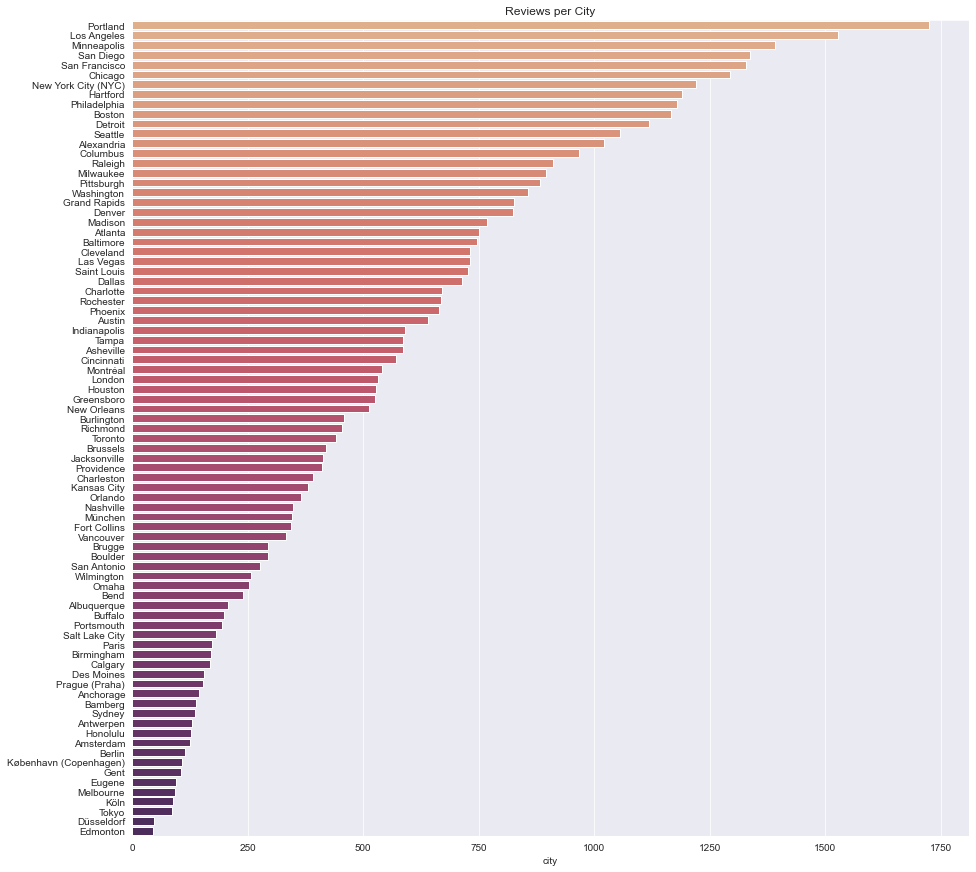 Reviews per City
Portland
Los Angeles
Minneapolis
San Diego
San Francisco
Chicago
New York City (NYC)
Hartford
Philadelphia
Boston
Detroit
Seattle
Alexandria
Columbus
Raleigh
Milwaukee
Pittsburgh
Washington
Grand Rapids
Denver
Madison
Atlanta
Baltimore
Cleveland
Las Vegas
Saint Louis
Dallas
Charlotte
Rochester
Phoenix
Austin
Indianapolis
Tampa
Asheville
Cincinnati
Montréal
London
Houston
Greensboro
New Orleans
Burlington
Richmond
Toronto
Brussels
Jacksonville
Providence
Charleston
Kansas City
Orlando
Nashville
München
Fort Collins
Vancouver
Brugge
Boulder
San Antonio
Wilmington
Omaha
Bend
Albuquerque
Buffalo
Portsmouth
Salt Lake City
Paris
Birmingham
Calgary
Des Moines
Prague (Praha)
Anchorage
Bamberg
Sydney
Antwerpen
Honolulu
Amsterdam
Berlin
København (Copenhagen)
Gent
Eugene
Melbourne
Köln
Tokyo
Düsseldorf
Edmonton
0 250 500 750 1000 1250 1500 1750
city